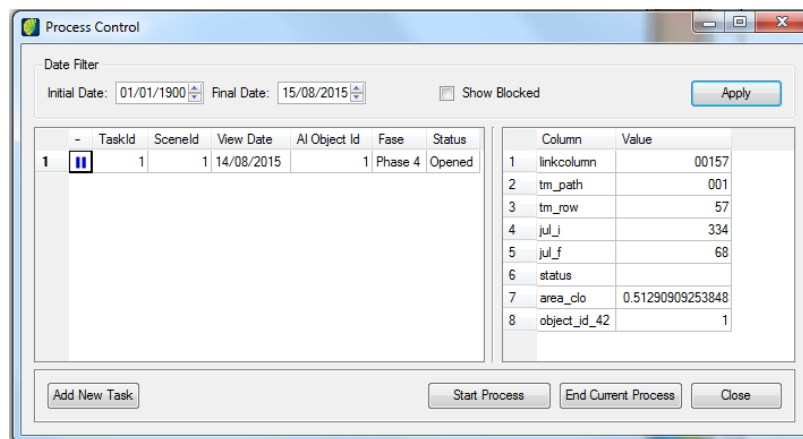 Process Control
Date Filter
Initial Date: 01/01/1900 Final Date: 15/08/2015 Show Blocked Apply
- TaskId SceneId View Date AI Object Id Fase Status
1 1 1 14/08/2015 1 Phase 4 Opened
Column Value
1 linkcolumn 00157
2 tm_path 001
3 tm_row 57
4 jul_i 334
5 jul_f 68
6 status
7 area_clo 0.51290909253848
8 object_id_42 1
Add New Task Start Process End Current Process Close